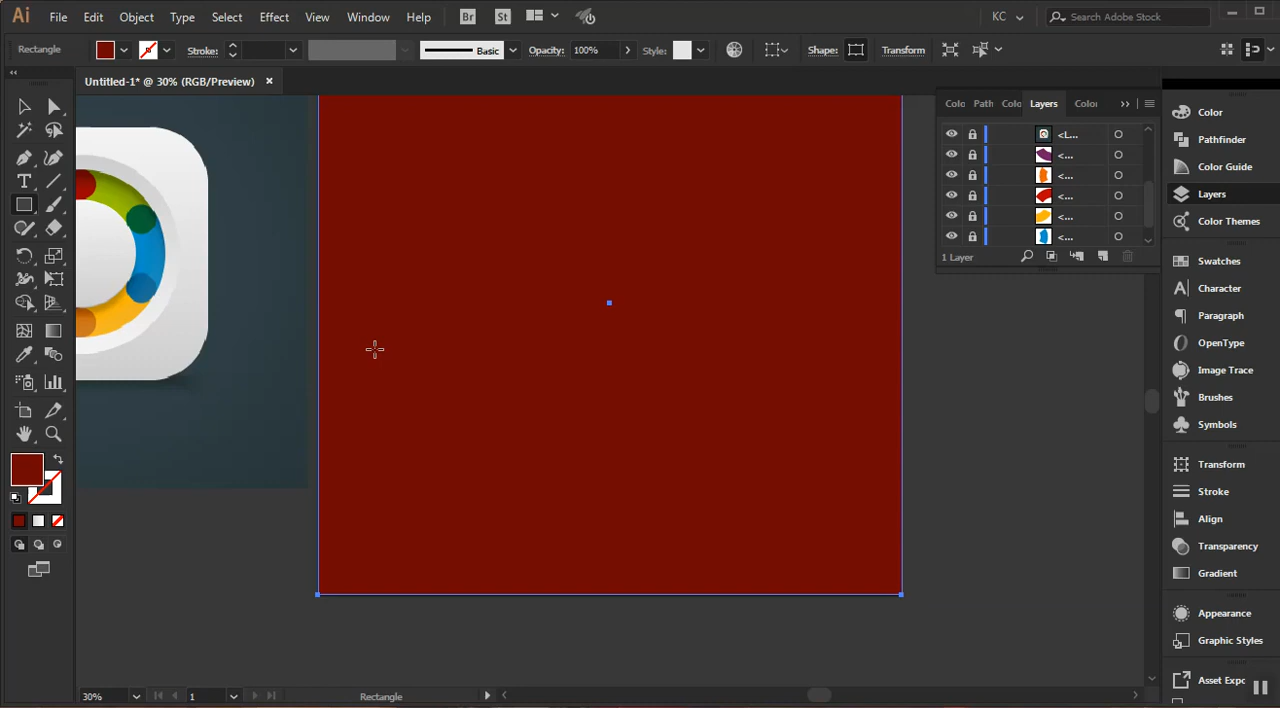 Ai File Edit Object Type Select Effect View Window Help Br St KC Search Adobe Stock
Rectangle Stroke: Basic Opacity: 100% Style: Shape: Transform
Untitled-1* @ 30% (RGB/Preview)
Colo Path Colo Layers Color
<L...
<...
<...
<...
<...
<...
1 Layer
Color
Pathfinder
Color Guide
Layers
Color Themes
Swatches
Character
Paragraph
OpenType
Image Trace
Brushes
Symbols
Transform
Stroke
Align
Transparency
Gradient
Appearance
Graphic Styles
Asset Expo
30% 1 Rectangle